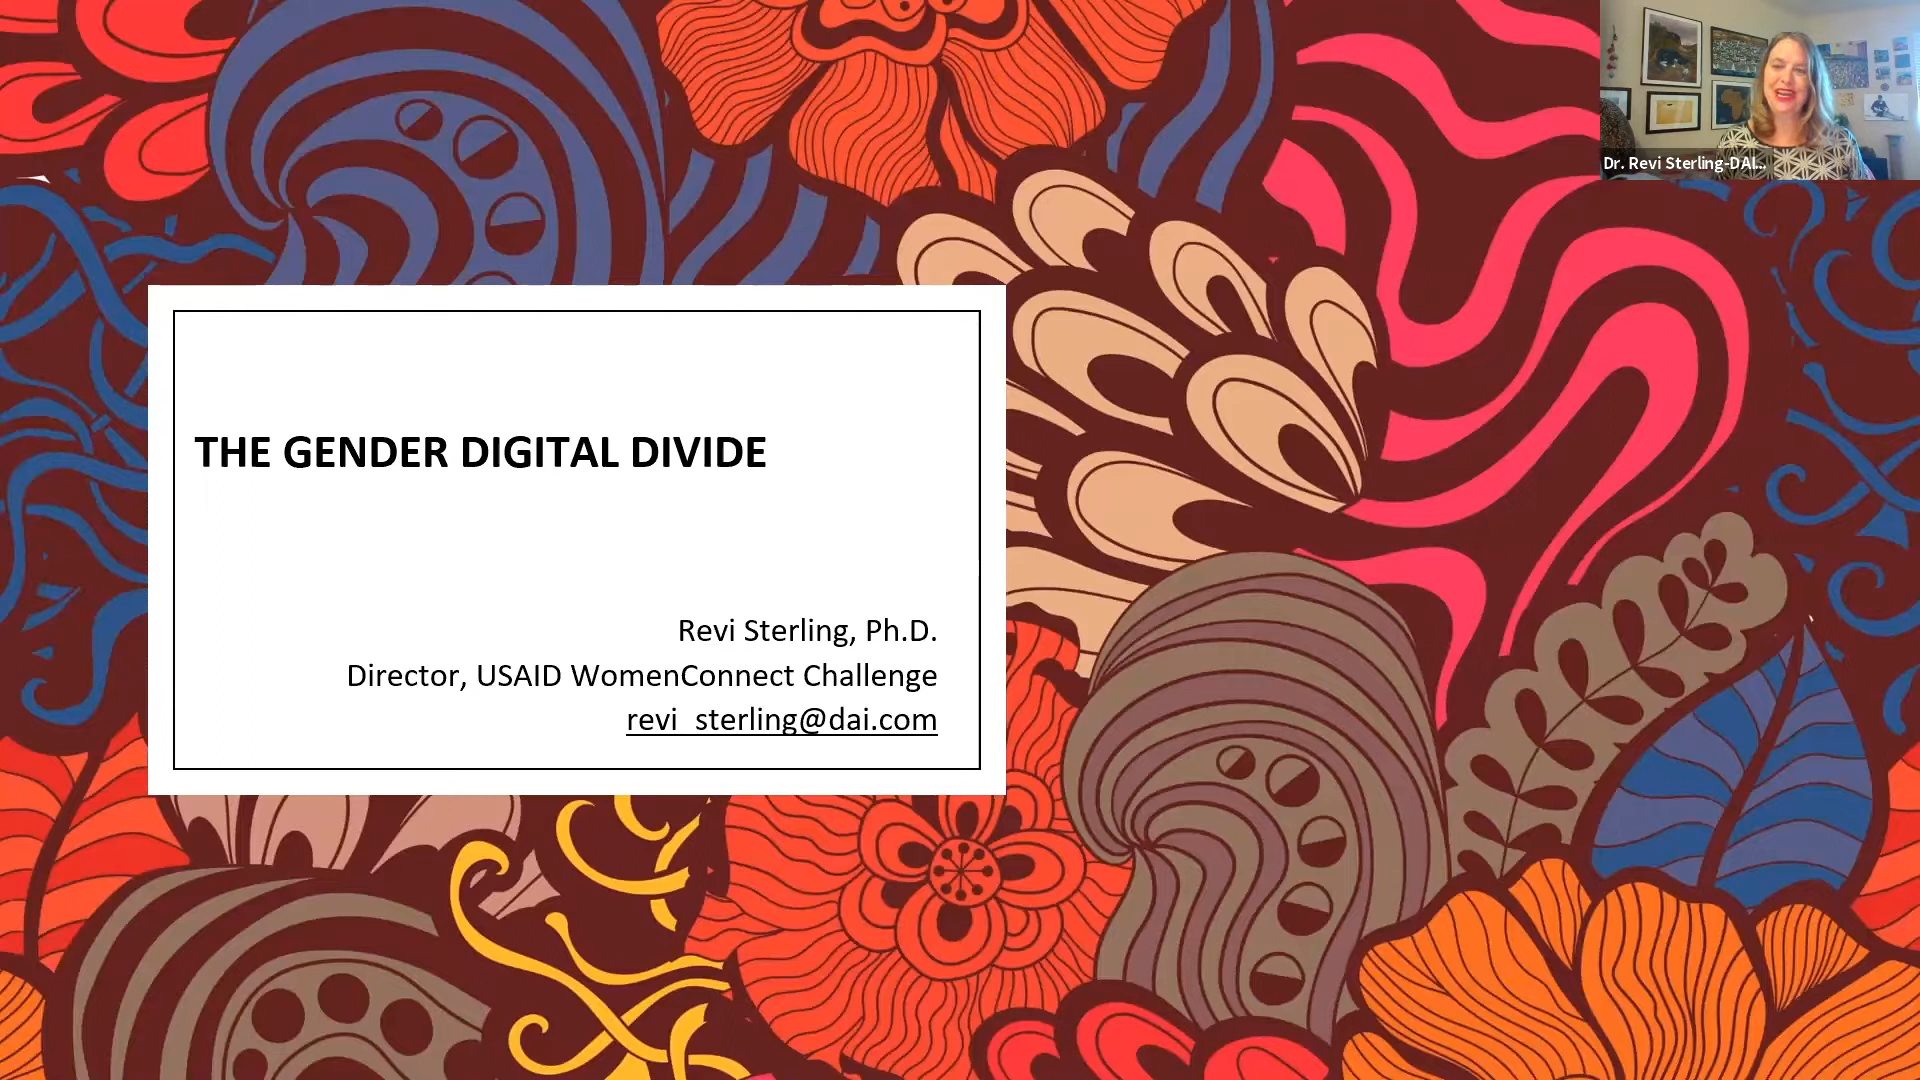 Dr. Revi Sterling-DAI...
THE GENDER DIGITAL DIVIDE
Revi Sterling, Ph.D.
Director, USAID WomenConnect Challenge
revi_sterling@dai.com